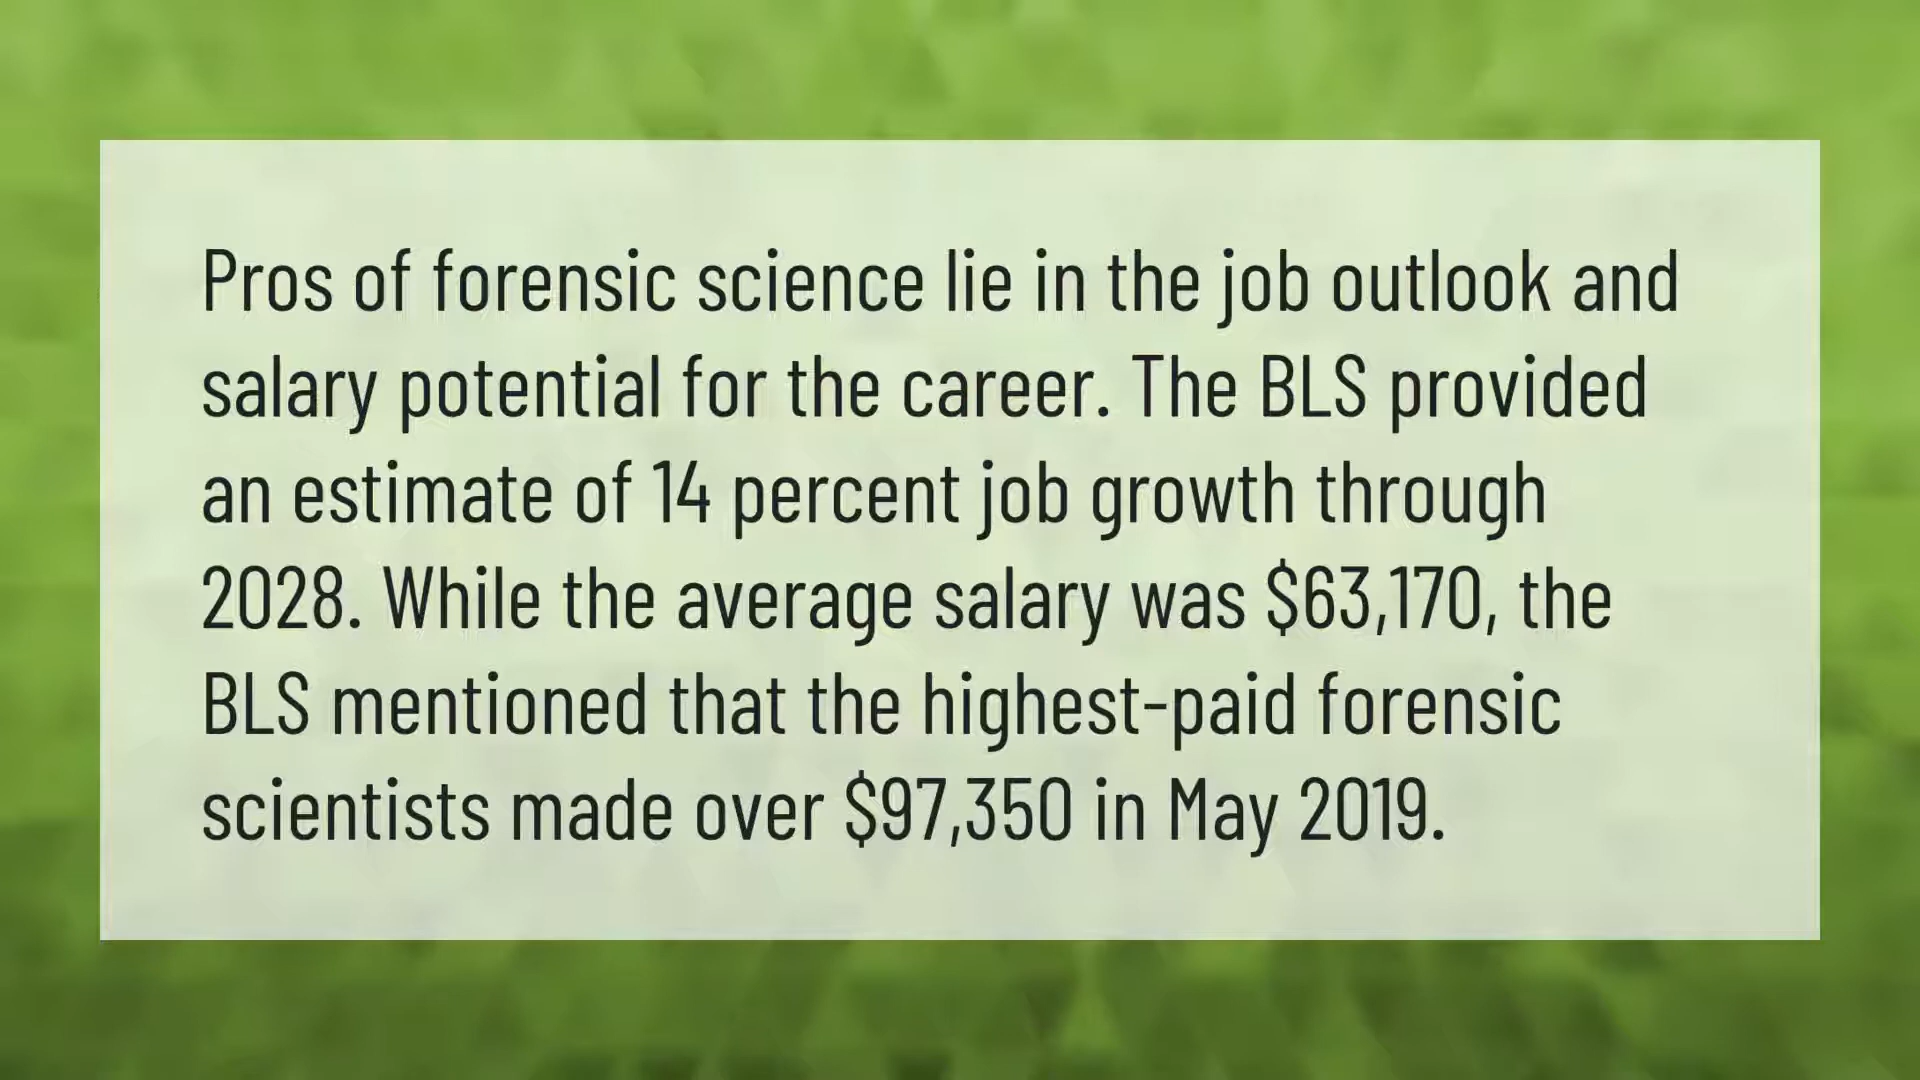 Pros of forensic science lie in the job outlook and
salary potential for the career. The BLS provided
an estimate of 14 percent job growth through
2028. While the average salary was $63,170, the
BLS mentioned that the highest-paid forensic
scientists made over $97,350 in May 2019.